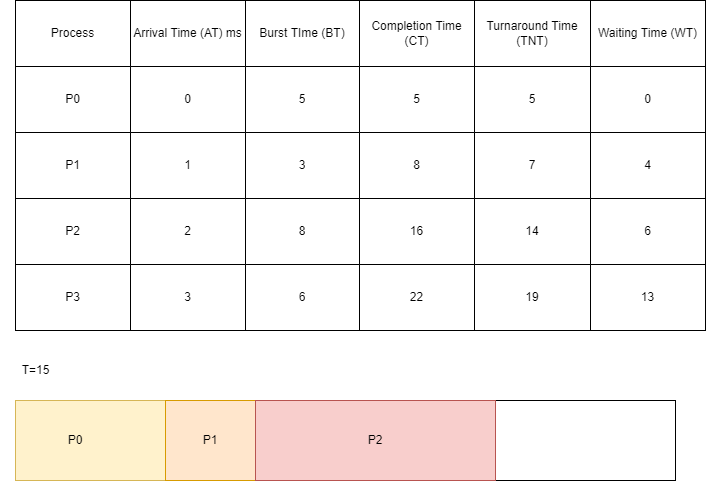 Process Arrival Time (AT) ms Burst TIme (BT) Completion Time (CT) Turnaround Time (TNT) Waiting Time (WT)
P0 0 5 5 5 0
P1 1 3 8 7 4
P2 2 8 16 14 6
P3 3 6 22 19 13
T=15
P0 P1 P2